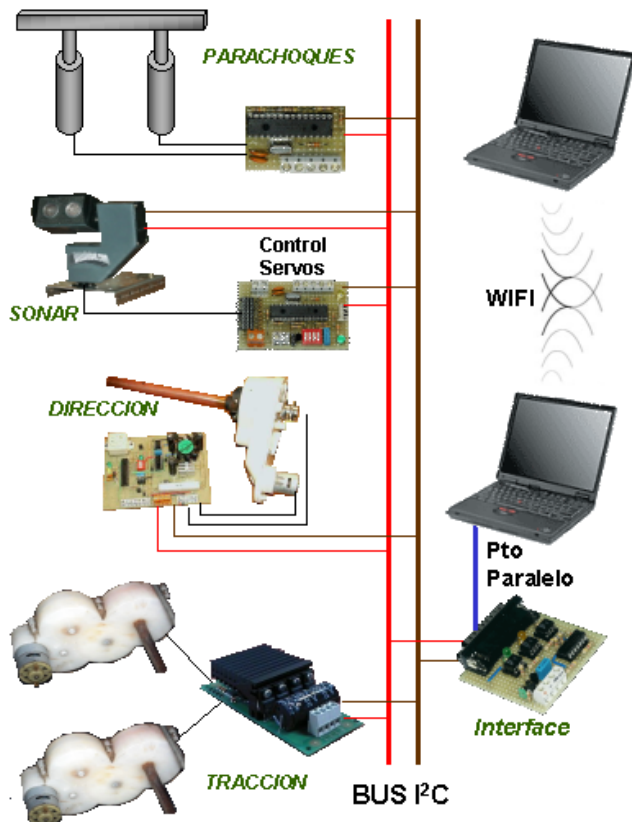 PARACHOQUES
Control
Servos
SONAR
WIFI
DIRECCION
Pto
Paralelo
Interface
TRACCION
BUS I²C